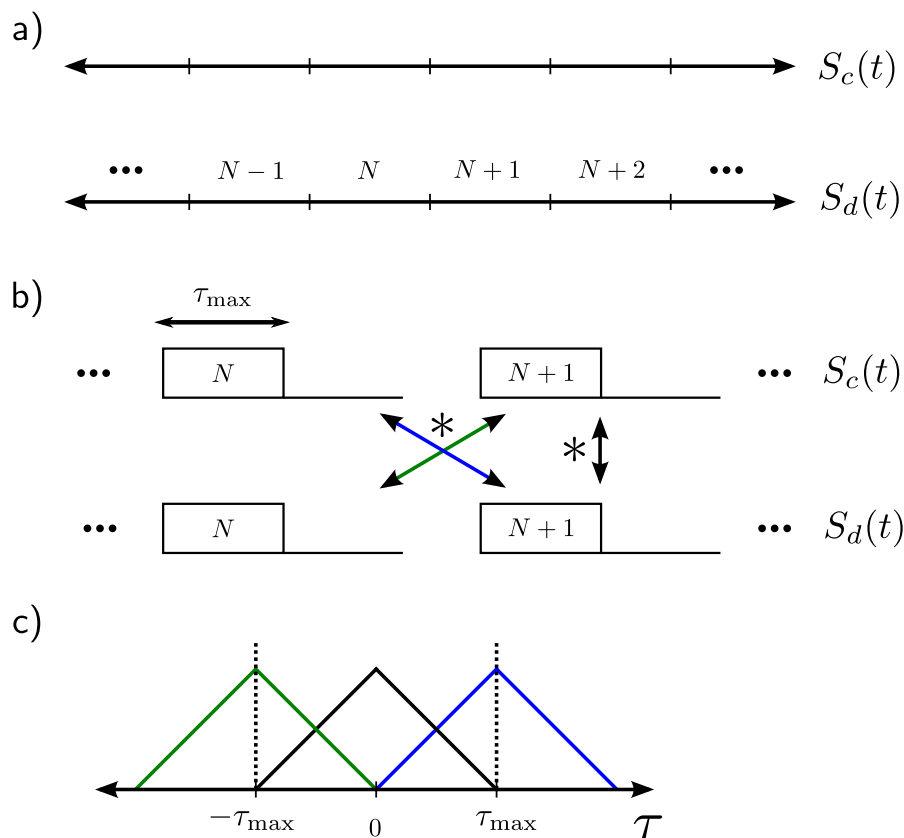 a)
S_c(t)
••• N − 1 N N + 1 N + 2 •••
S_d(t)
b)
τ_max
••• N N + 1 ••• S_c(t)
* *
••• N N + 1 ••• S_d(t)
c)
−τ_max 0 τ_max τ